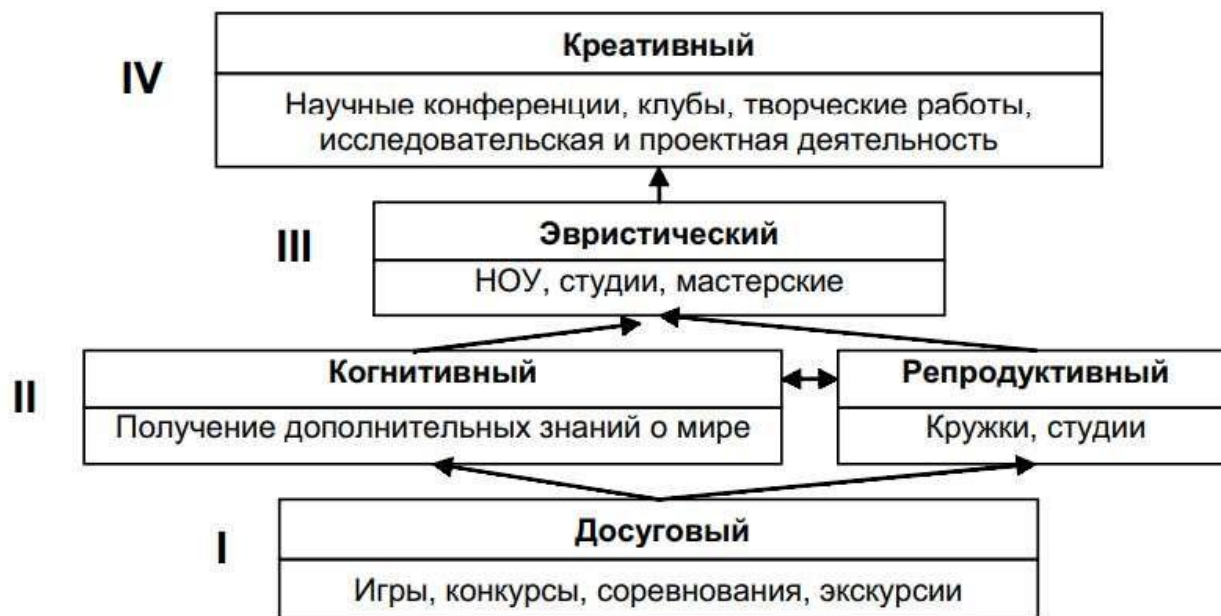 IV
Креативный
Научные конференции, клубы, творческие работы,
исследовательская и проектная деятельность
III
Эвристический
НОУ, студии, мастерские
II
Когнитивный
Получение дополнительных знаний о мире
Репродуктивный
Кружки, студии
I
Досуговый
Игры, конкурсы, соревнования, экскурсии